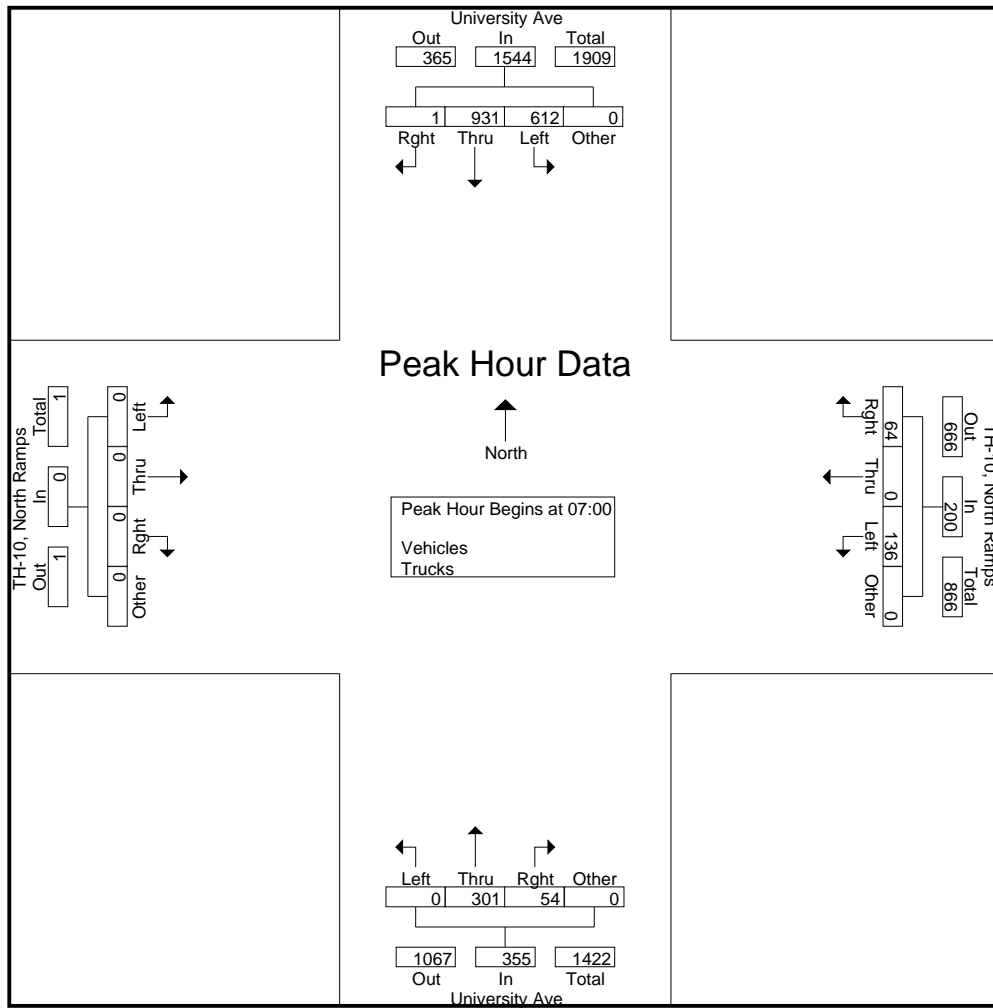 University Ave
Out In Total
365 1544 1909
1 931 612 0
Rght Thru Left Other
Peak Hour Data
North
Peak Hour Begins at 07:00
Vehicles
Trucks
TH-10, North Ramps
Total In Out
1 0 1
0 0 0 0
Left Thru Rght Other
TH-10, North Ramps
Out In Total
666 200 866
64 0 136 0
Rght Thru Left Other
Left Thru Rght Other
0 301 54 0
1067 355 1422
Out In Total
University Ave